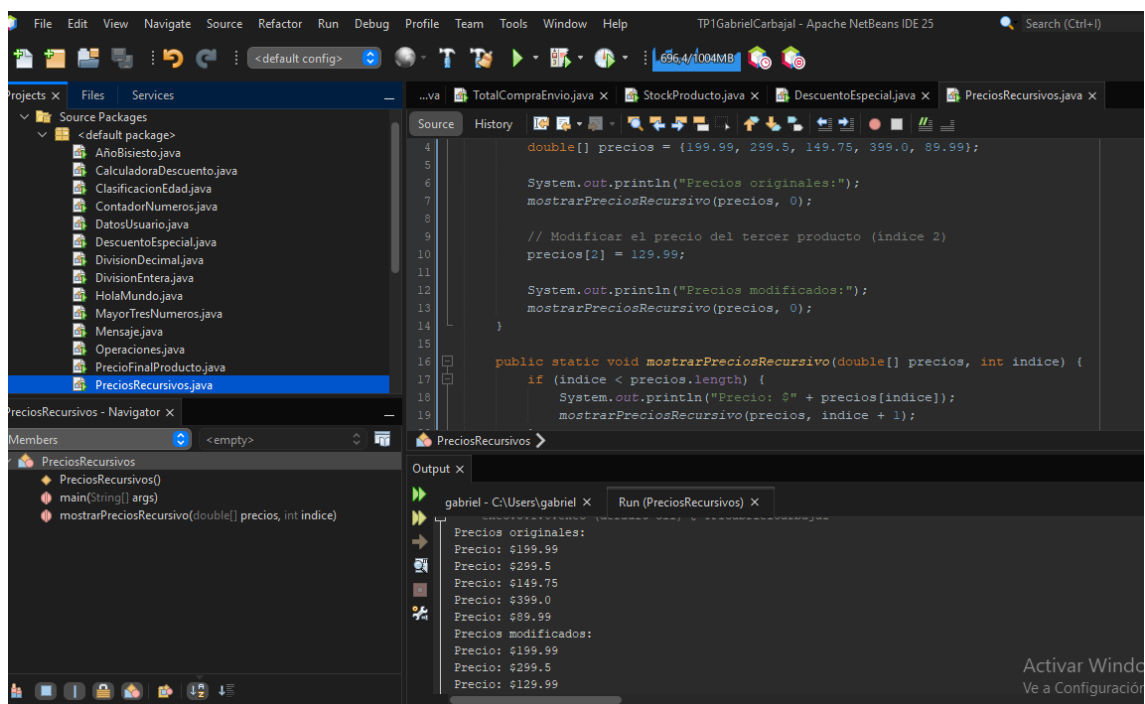 File Edit View Navigate Source Refactor Run Debug Profile Team Tools Window Help TP1GabrielCarbajal - Apache NetBeans IDE 25 Search (Ctrl+I)
<default config> 696,4/1004MB
Projects Files Services
Source Packages
<default package>
AñoBisiesto.java
CalculadoraDescuento.java
ClasificacionEdad.java
ContadorNumeros.java
DatosUsuario.java
DescuentoEspecial.java
DivisionDecimal.java
DivisionEntera.java
HolaMundo.java
MayorTresNumeros.java
Mensaje.java
Operaciones.java
PrecioFinalProducto.java
PreciosRecursivos.java
PreciosRecursivos - Navigator
Members <empty>
PreciosRecursivos
PreciosRecursivos()
main(String[] args)
mostrarPreciosRecursivo(double[] precios, int indice)
...va TotalCompraEnvio.java StockProducto.java DescuentoEspecial.java PreciosRecursivos.java
Source History
4 double[] precios = {199.99, 299.5, 149.75, 399.0, 89.99};
5
6 System.out.println("Precios originales:");
7 mostrarPreciosRecursivo(precios, 0);
8
9 // Modificar el precio del tercer producto (índice 2)
10 precios[2] = 129.99;
11
12 System.out.println("Precios modificados:");
13 mostrarPreciosRecursivo(precios, 0);
14 }
15
16 public static void mostrarPreciosRecursivo(double[] precios, int indice) {
17 if (indice < precios.length) {
18 System.out.println("Precio: $" + precios[indice]);
19 mostrarPreciosRecursivo(precios, indice + 1);
PreciosRecursivos
Output
gabriel - C:\Users\gabriel Run (PreciosRecursivos)
Precios originales:
Precio: $199.99
Precio: $299.5
Precio: $149.75
Precio: $399.0
Precio: $89.99
Precios modificados:
Precio: $199.99
Precio: $299.5
Precio: $129.99
Activar Windo
Ve a Configuración